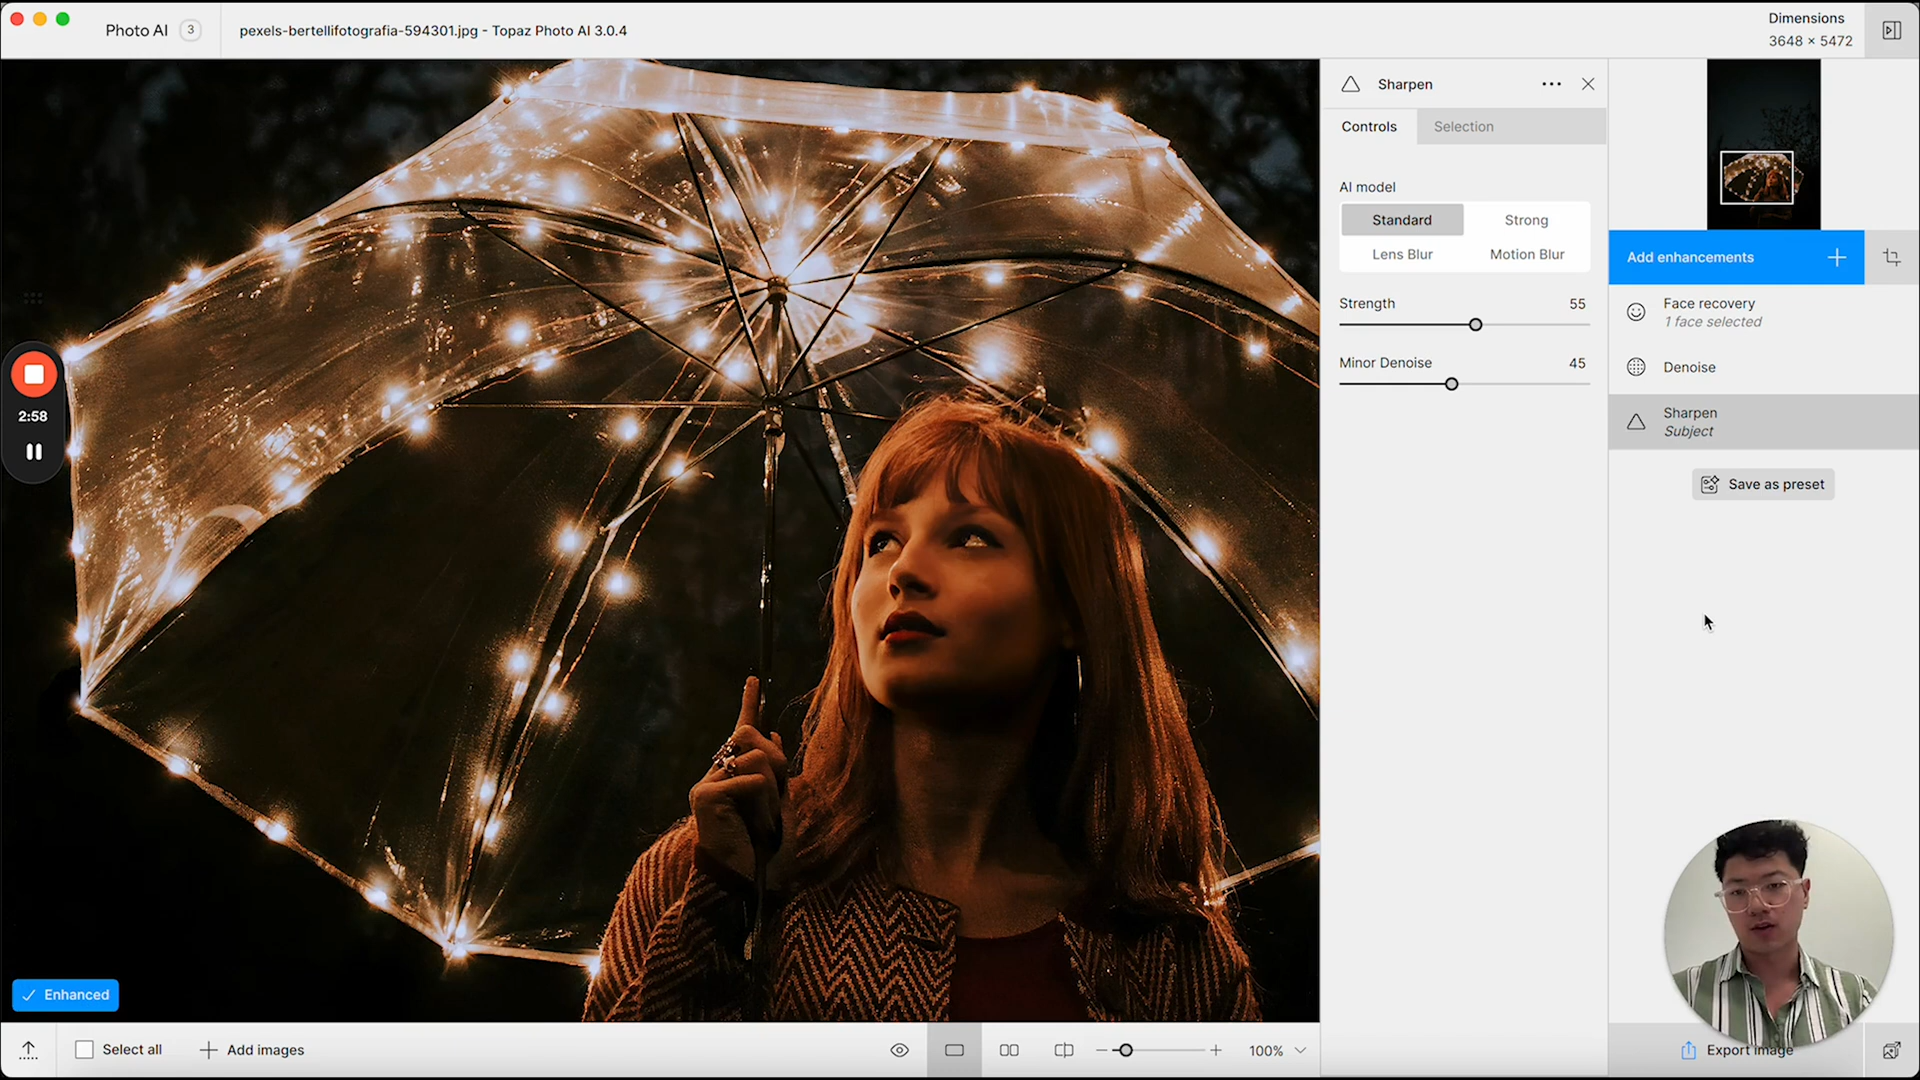 Photo AI 3
pexels-bertellifotografia-594301.jpg - Topaz Photo AI 3.0.4
Dimensions
3648 × 5472
Sharpen
Controls
Selection
AI model
Standard
Strong
Lens Blur
Motion Blur
Strength 55
Minor Denoise 45
Add enhancements
Face recovery
1 face selected
Denoise
Sharpen
Subject
Save as preset
2:58
Enhanced
Select all
Add images
100%
Export image